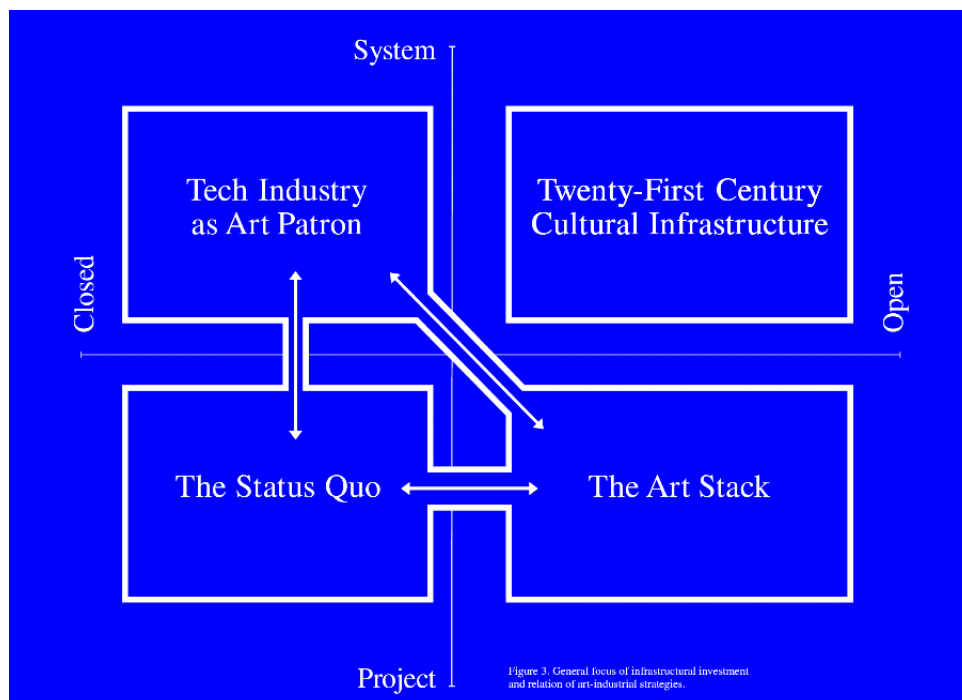 System
Tech Industry
as Art Patron
Twenty-First Century
Cultural Infrastructure
Closed
Open
The Status Quo
The Art Stack
Project
Figure 3. General focus of infrastructural investment
and relation of art-industrial strategies.